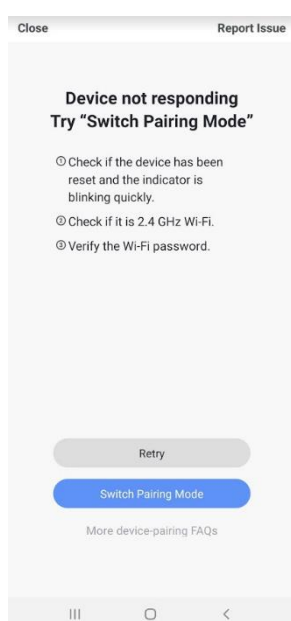 Close Report Issue
Device not responding
Try “Switch Pairing Mode”
① Check if the device has been
reset and the indicator is
blinking quickly.
② Check if it is 2.4 GHz Wi-Fi.
③ Verify the Wi-Fi password.
Retry
Switch Pairing Mode
More device-pairing FAQs